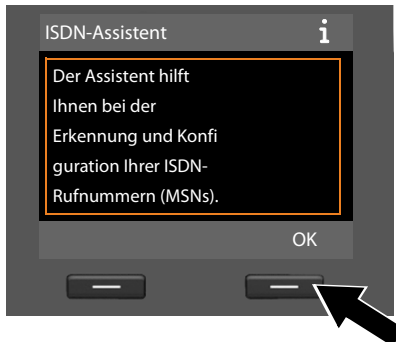 ISDN-Assistent i
Der Assistent hilft
Ihnen bei der
Erkennung und Konfi
guration Ihrer ISDN-
Rufnummern (MSNs).
OK